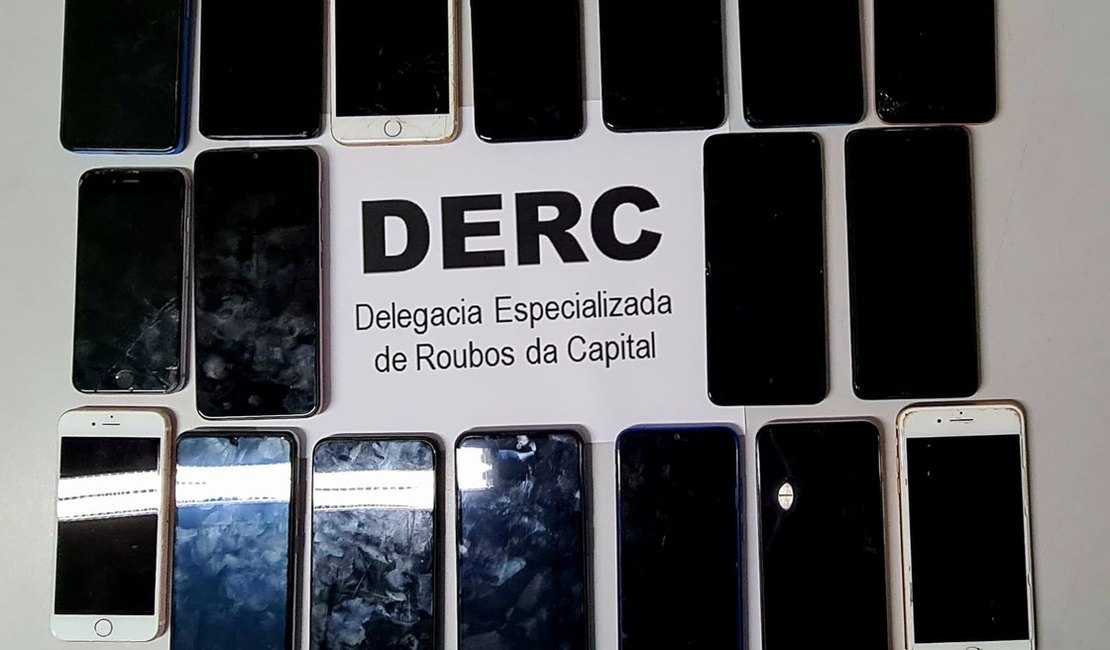 DERC
Delegacia Especializada
de Roubos da Capital